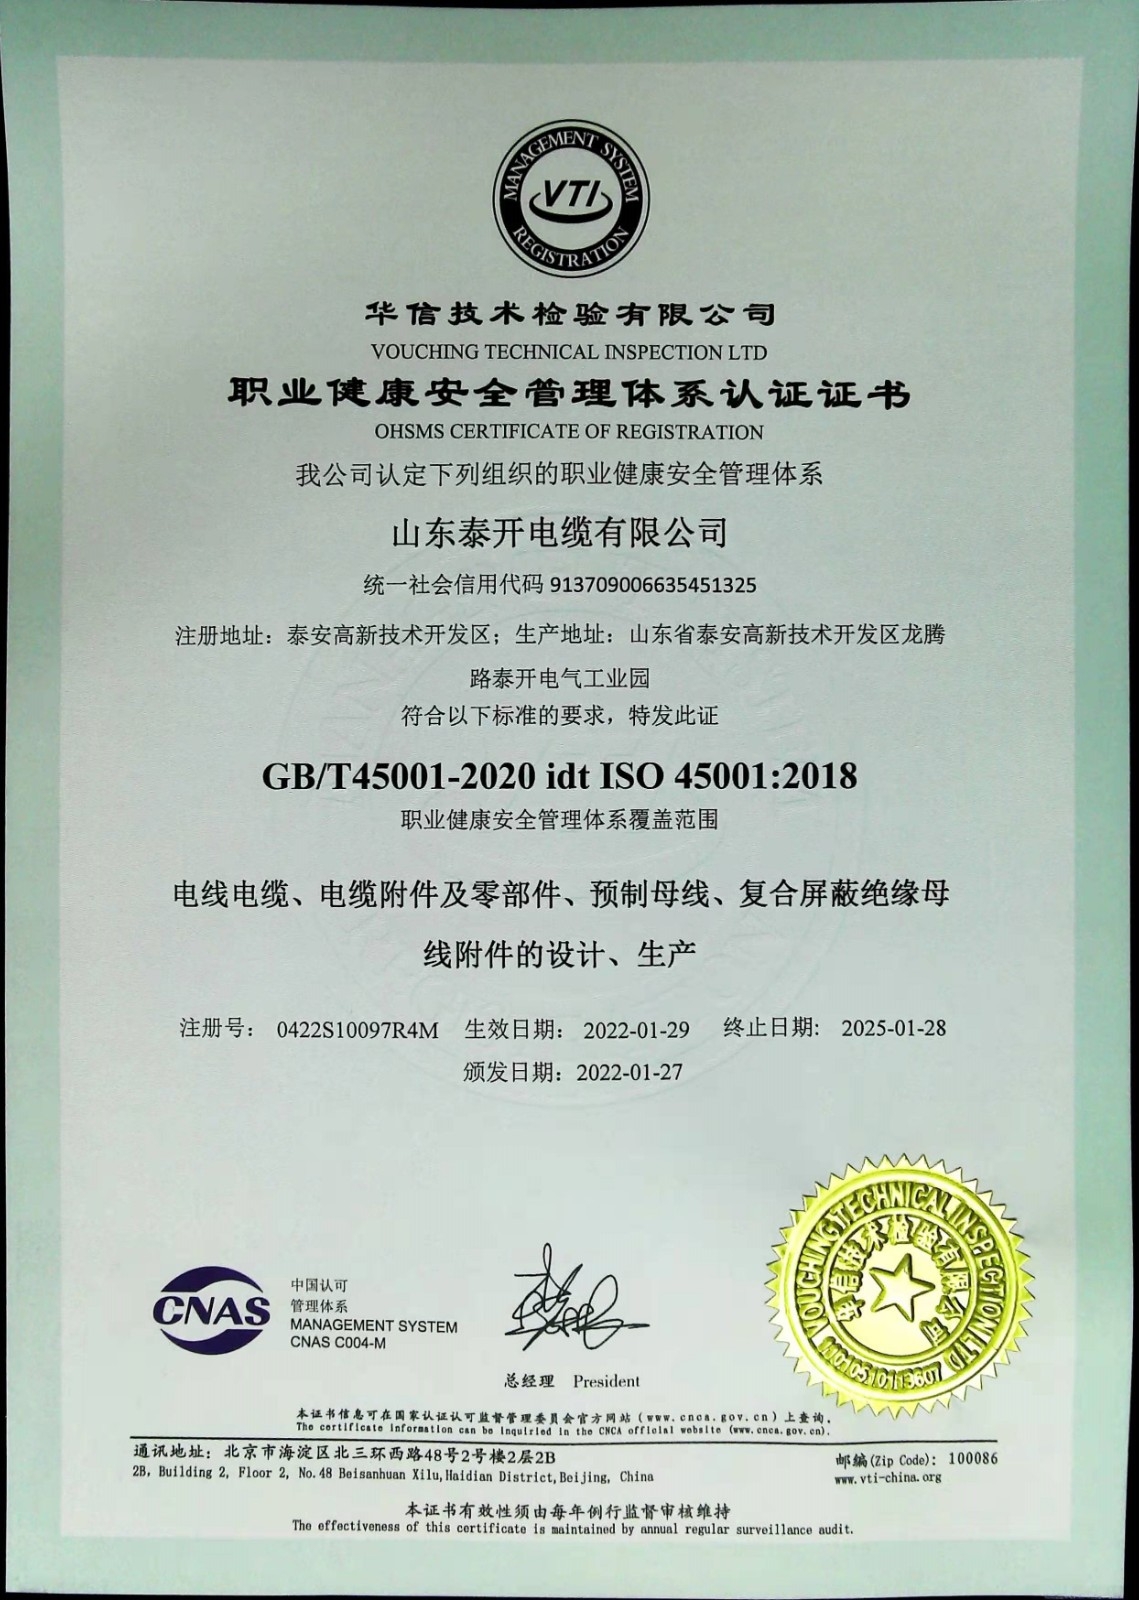 MANAGEMENT SYSTEM
VTI
REGISTRATION
华信技术检验有限公司
VOUCHING TECHNICAL INSPECTION LTD
职业健康安全管理体系认证证书
OHSMS CERTIFICATE OF REGISTRATION
我公司认定下列组织的职业健康安全管理体系
山东泰开电缆有限公司
统一社会信用代码 913709006635451325
注册地址：泰安高新技术开发区；生产地址：山东省泰安高新技术开发区龙腾
路泰开电气工业园
符合以下标准的要求，特发此证
GB/T45001-2020 idt ISO 45001:2018
职业健康安全管理体系覆盖范围
电线电缆、电缆附件及零部件、预制母线、复合屏蔽绝缘母
线附件的设计、生产
注册号： 0422S10097R4M 生效日期： 2022-01-29 终止日期： 2025-01-28
颁发日期：2022-01-27
VOUCHING TECHNICAL INSPECTION LTD
华信技术检验有限公司
CNAS
中国认可
管理体系
MANAGEMENT SYSTEM
CNAS C004-M
总经理 President
本证书信息可在国家认证认可监督管理委员会官方网站（www.cnca.gov.cn）上查询。
The certificate information can be inquiried in the CNCA official website (www.cnca.gov.cn).
通讯地址：北京市海淀区北三环西路48号2号楼2层2B 邮编(Zip Code)：100086
2B, Building 2, Floor 2, No.48 Beisanhuan Xilu,Haidian District,Beijing, China www.vti-china.org
本证书有效性须由每年例行监督审核维持
The effectiveness of this certificate is maintained by annual regular surveillance audit.